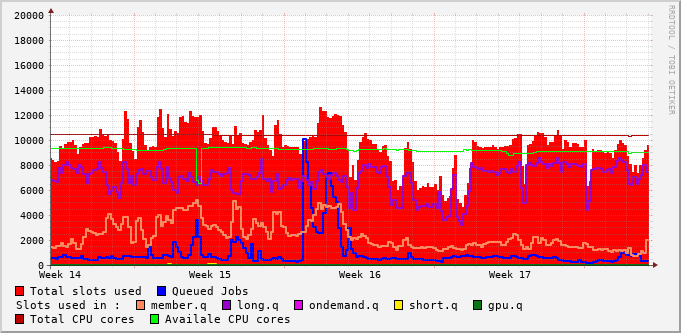 20000
18000
16000
14000
12000
10000
8000
6000
4000
2000
0
Week 14 Week 15 Week 16 Week 17
RRDTOOL / TOBI OETIKER
Total slots used Queued Jobs
Slots used in : member.q long.q ondemand.q short.q gpu.q
Total CPU cores Availale CPU cores